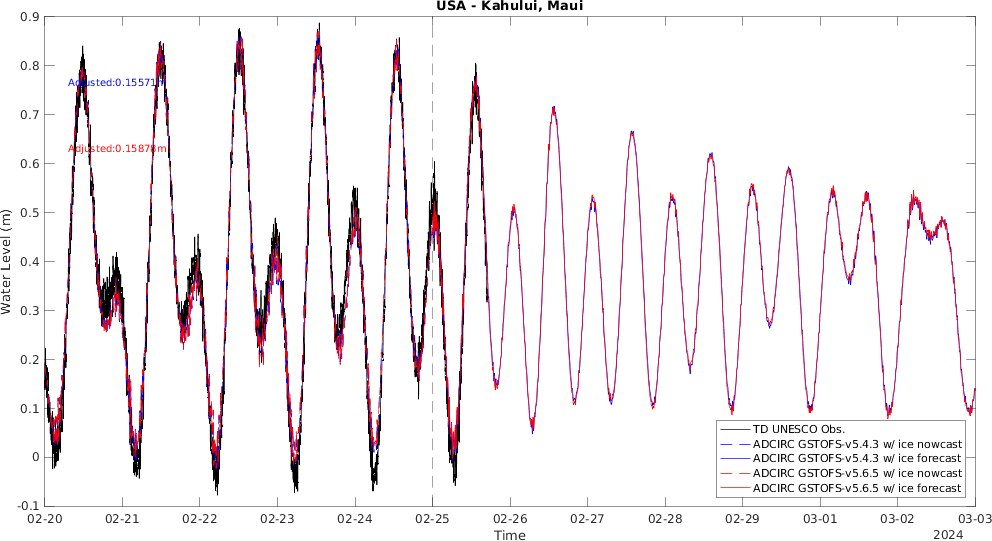 USA - Kahului, Maui
0.9
0.8
0.7
0.6
0.5
0.4
0.3
0.2
0.1
0
-0.1
Water Level (m)
Adjusted:0.15571m
Adjusted:0.15878m
TD UNESCO Obs.
ADCIRC GSTOFS-v5.4.3 w/ ice nowcast
ADCIRC GSTOFS-v5.4.3 w/ ice forecast
ADCIRC GSTOFS-v5.6.5 w/ ice nowcast
ADCIRC GSTOFS-v5.6.5 w/ ice forecast
02-20 02-21 02-22 02-23 02-24 02-25 02-26 02-27 02-28 02-29 03-01 03-02 03-03
Time
2024